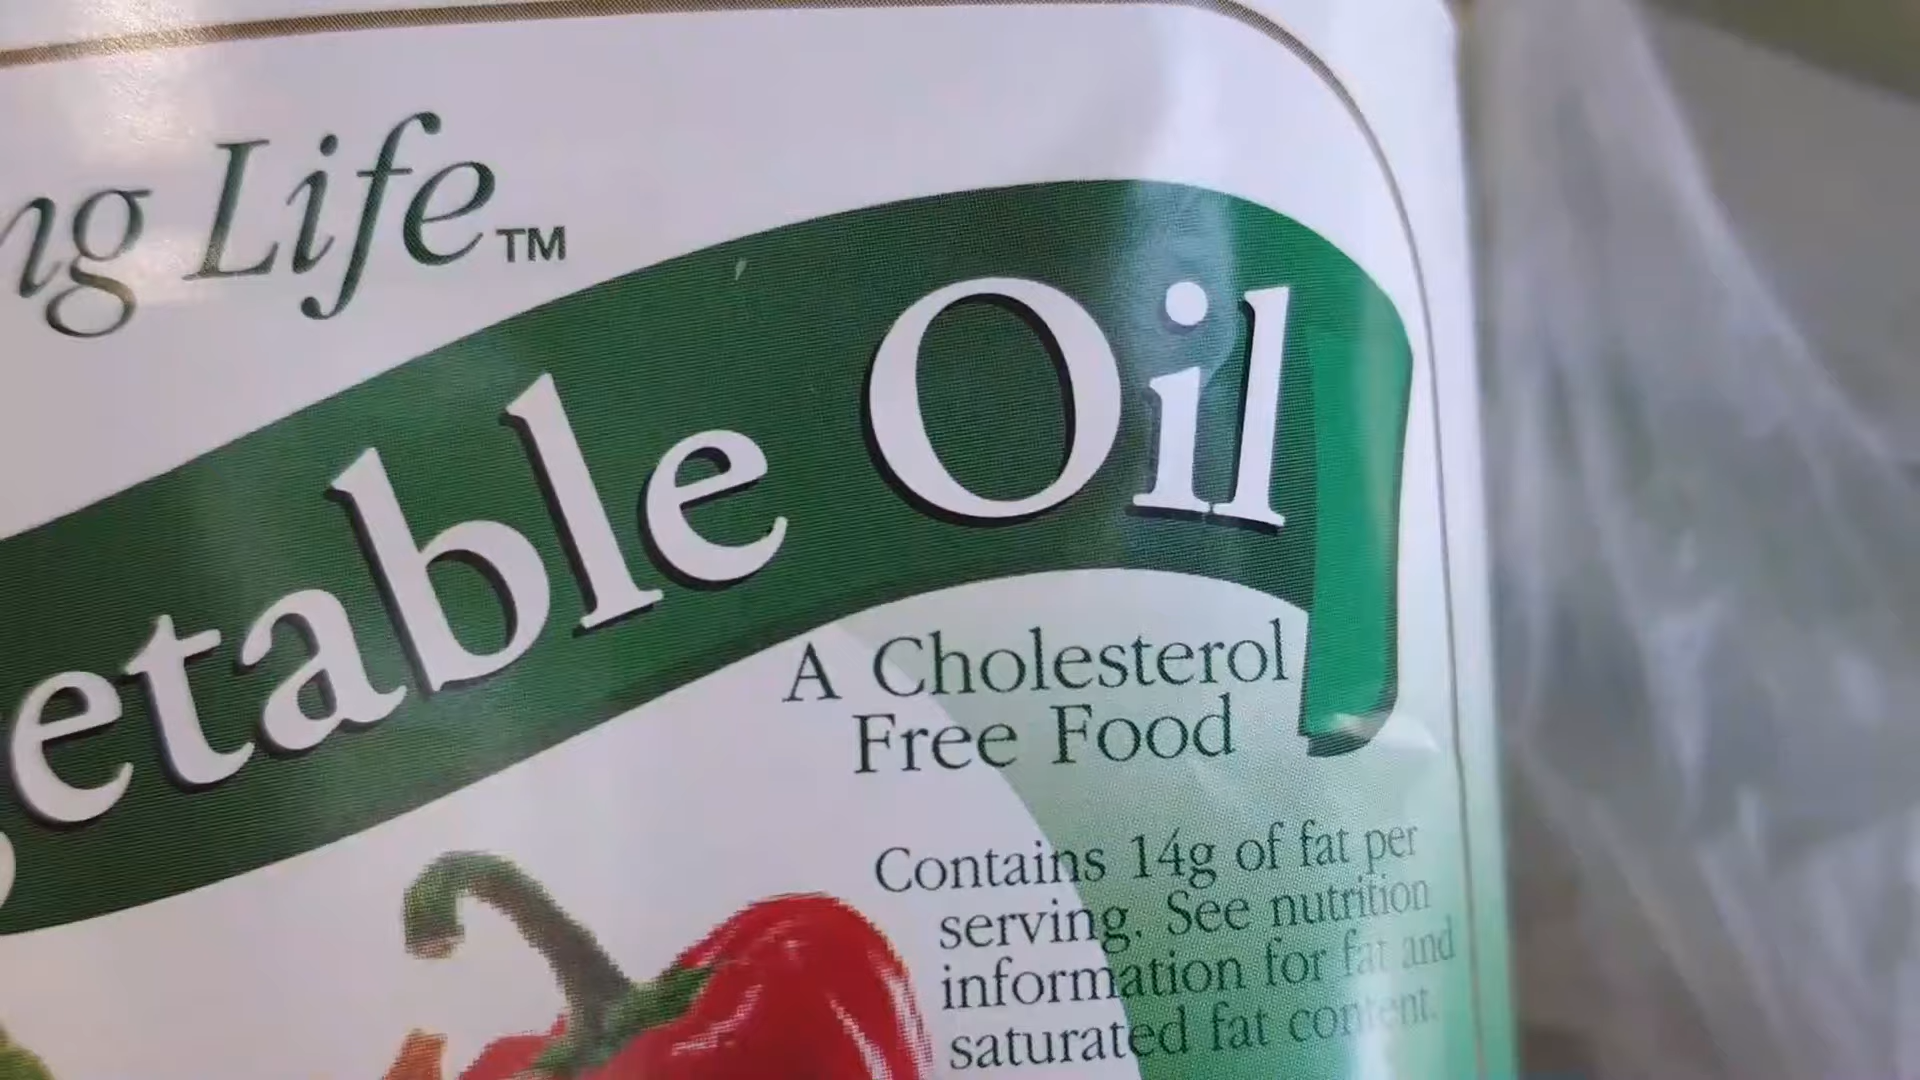 ng Life™
etable Oil
A Cholesterol
Free Food
Contains 14g of fat per
serving. See nutrition
information for fat and
saturated fat content.